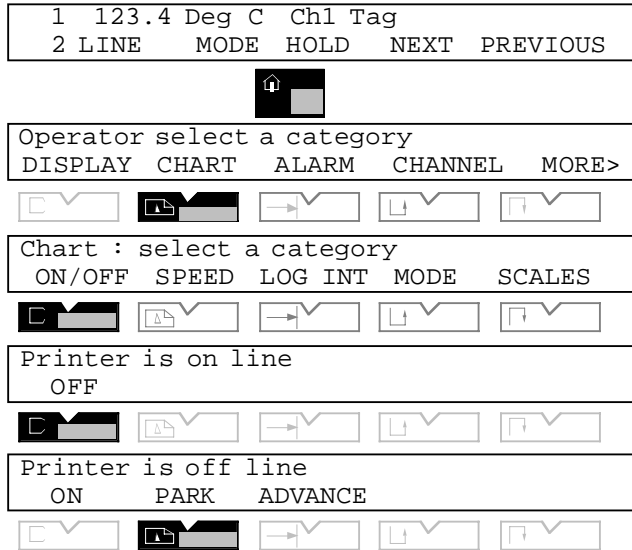 1 123.4 Deg C Ch1 Tag
2 LINE MODE HOLD NEXT PREVIOUS
Operator select a category
DISPLAY CHART ALARM CHANNEL MORE>
Chart : select a category
ON/OFF SPEED LOG INT MODE SCALES
Printer is on line
OFF
Printer is off line
ON PARK ADVANCE